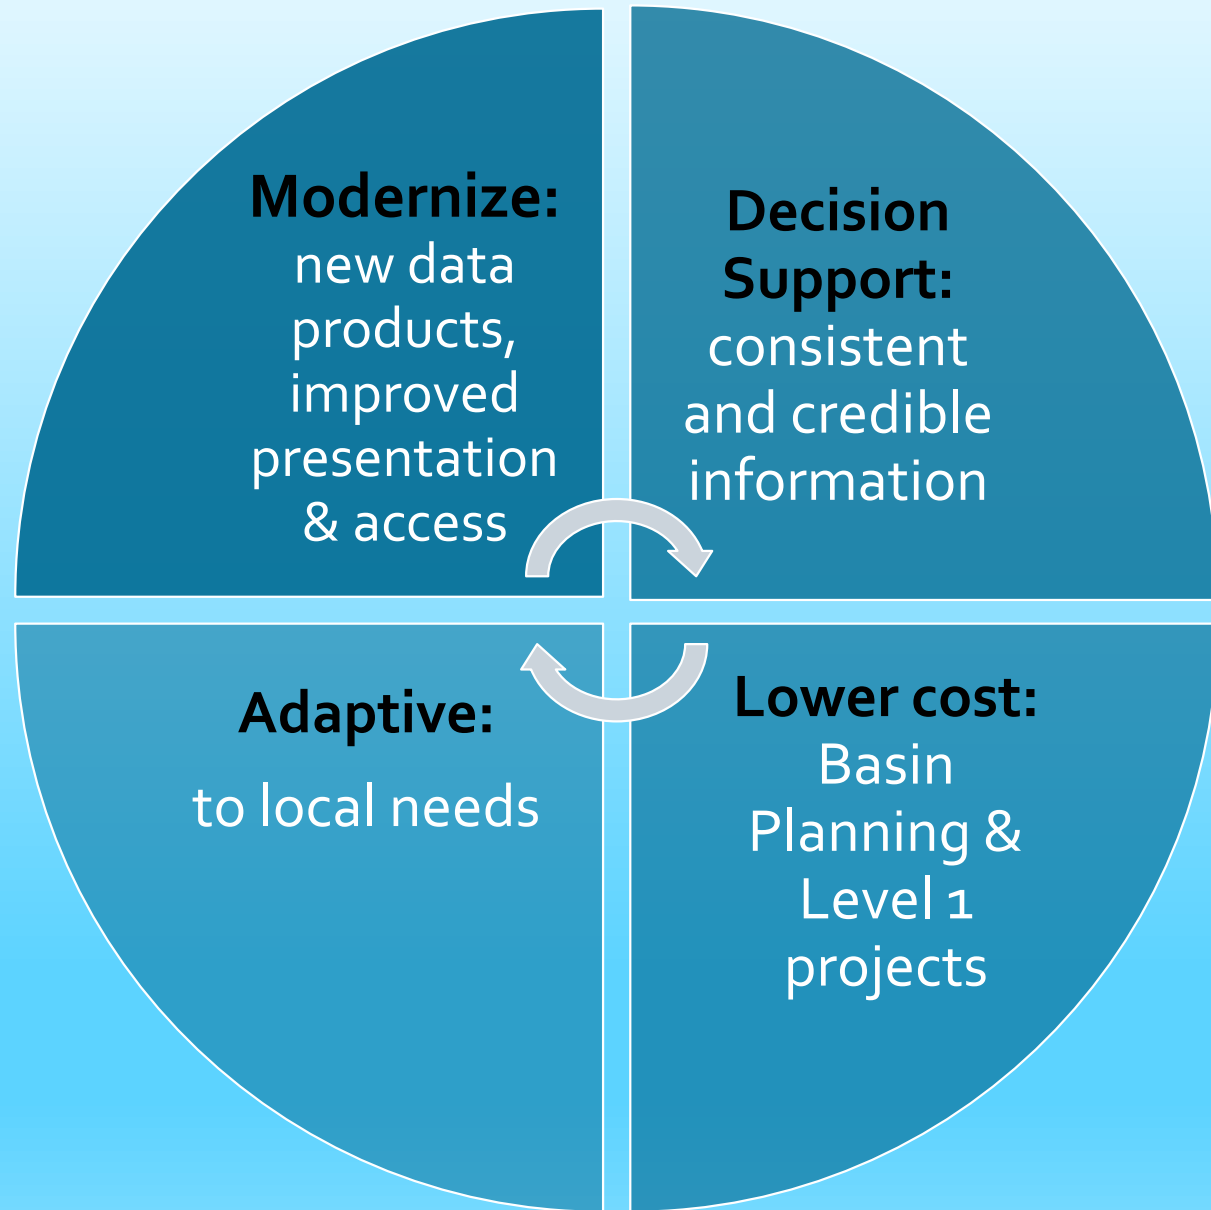 Modernize:
new data
products,
improved
presentation
& access
Decision
Support:
consistent
and credible
information
Adaptive:
to local needs
Lower cost:
Basin
Planning &
Level 1
projects